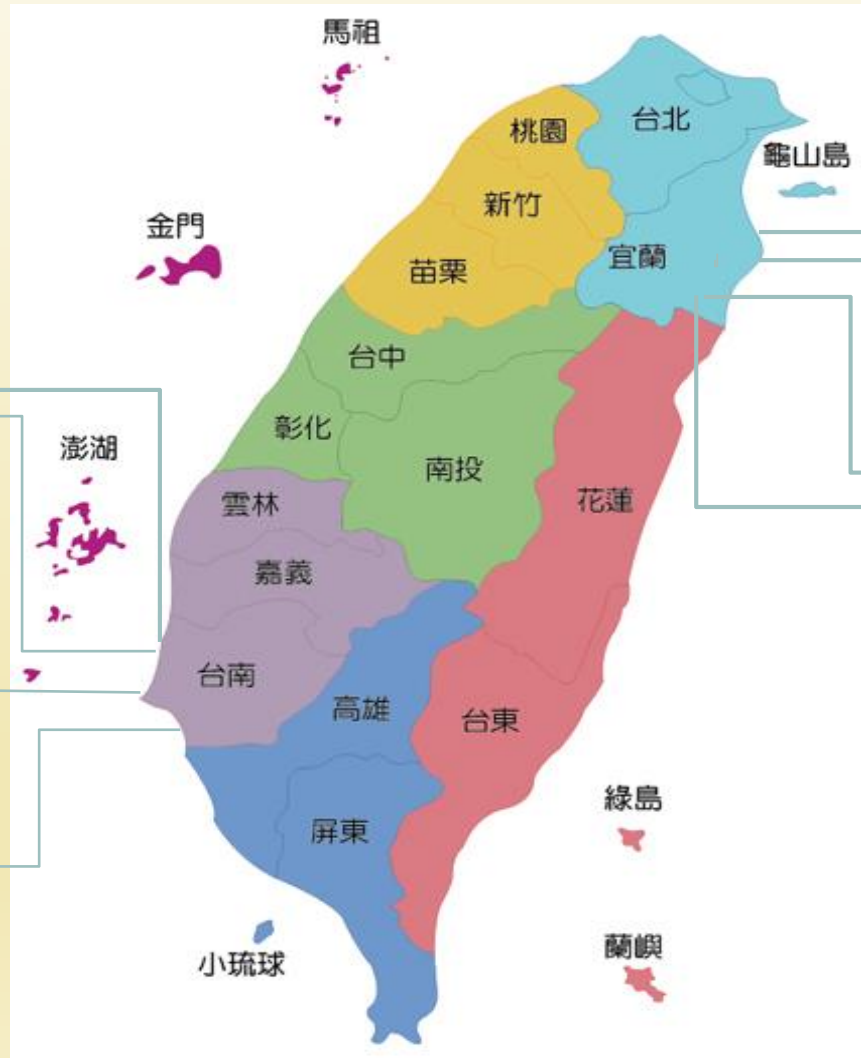 馬祖
桃園
台北
龜山島
新竹
金門
宜蘭
苗栗
台中
彰化
澎湖
南投
花蓮
雲林
嘉義
台南
高雄
台東
綠島
屏東
蘭嶼
小琉球